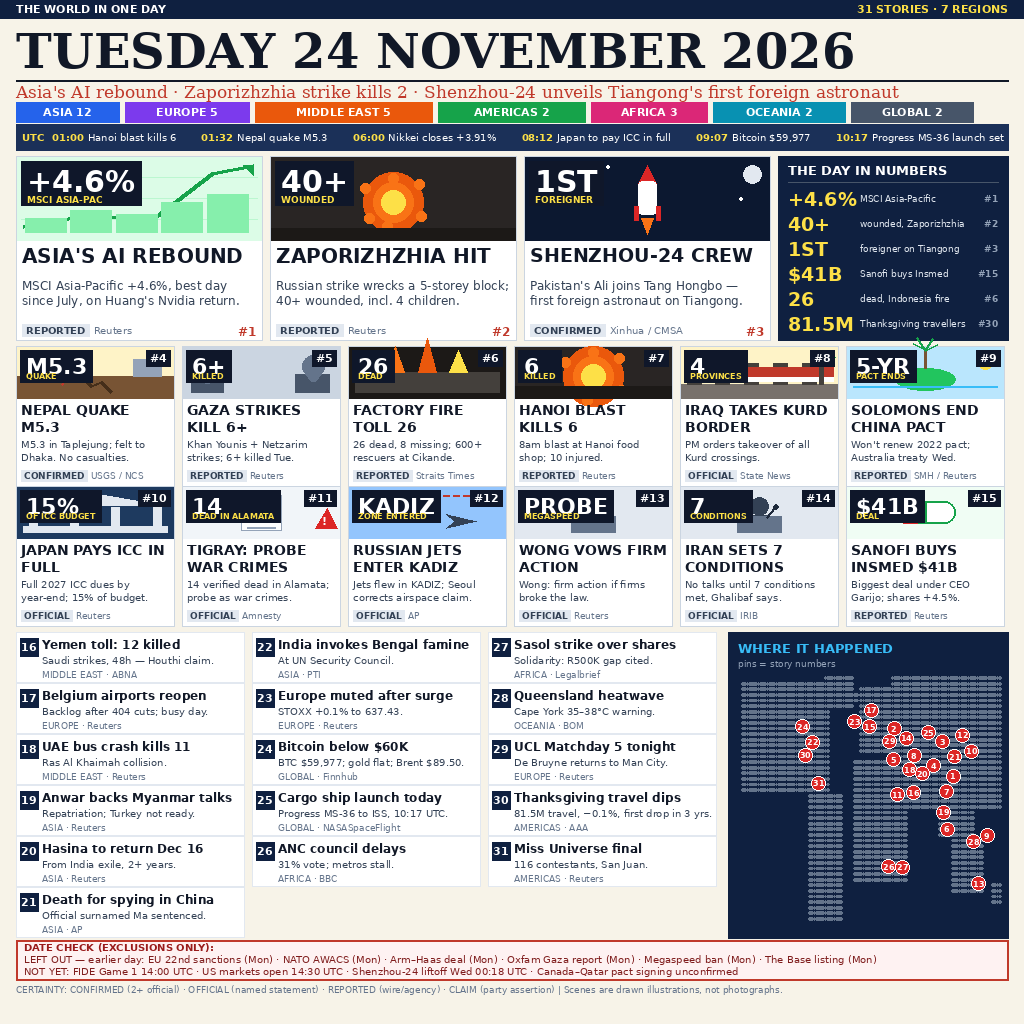 THE WORLD IN ONE DAY
31 STORIES · 7 REGIONS
TUESDAY 24 NOVEMBER 2026
Asia's AI rebound · Zaporizhzhia strike kills 2 · Shenzhou-24 unveils Tiangong's first foreign astronaut
ASIA 12
EUROPE 5
MIDDLE EAST 5
AMERICAS 2
AFRICA 3
OCEANIA 2
GLOBAL 2
UTC 01:00 Hanoi blast kills 6 01:32 Nepal quake M5.3 06:00 Nikkei closes +3.91% 08:12 Japan to pay ICC in full 09:07 Bitcoin $59,977 10:17 Progress MS-36 launch set
+4.6%
MSCI ASIA-PAC
ASIA'S AI REBOUND
MSCI Asia-Pacific +4.6%, best day
since July, on Huang's Nvidia return.
REPORTED Reuters #1
40+
WOUNDED
ZAPORIZHZHIA HIT
Russian strike wrecks a 5-storey block;
40+ wounded, incl. 4 children.
REPORTED Reuters #2
1ST
FOREIGNER
SHENZHOU-24 CREW
Pakistan's Ali joins Tang Hongbo —
first foreign astronaut on Tiangong.
CONFIRMED Xinhua / CMSA #3
THE DAY IN NUMBERS
+4.6% MSCI Asia-Pacific #1
40+ wounded, Zaporizhzhia #2
1ST foreigner on Tiangong #3
$41B Sanofi buys Insmed #15
26 dead, Indonesia fire #6
81.5M Thanksgiving travellers #30
M5.3 #4
QUAKE
NEPAL QUAKE
M5.3
M5.3 in Taplejung; felt to
Dhaka. No casualties.
CONFIRMED USGS / NCS
6+ #5
KILLED
GAZA STRIKES
KILL 6+
Khan Younis + Netzarim
strikes; 6+ killed Tue.
REPORTED Reuters
26 #6
DEAD
FACTORY FIRE
TOLL 26
26 dead, 8 missing; 600+
rescuers at Cikande.
REPORTED Straits Times
6 #7
KILLED
HANOI BLAST
KILLS 6
8am blast at Hanoi food
shop; 10 injured.
REPORTED Reuters
4 #8
PROVINCES
IRAQ TAKES KURD
BORDER
PM orders takeover of all
Kurd crossings.
OFFICIAL State News
5-YR #9
PACT ENDS
SOLOMONS END
CHINA PACT
Won't renew 2022 pact;
Australia treaty Wed.
REPORTED SMH / Reuters
15% #10
OF ICC BUDGET
JAPAN PAYS ICC IN
FULL
Full 2027 ICC dues by
year-end; 15% of budget.
OFFICIAL Reuters
14 #11
DEAD IN ALAMATA
!
TIGRAY: PROBE
WAR CRIMES
14 verified dead in Alamata;
probe as war crimes.
OFFICIAL Amnesty
KADIZ #12
ZONE ENTERED
RUSSIAN JETS
ENTER KADIZ
Jets flew in KADIZ; Seoul
corrects airspace claim.
OFFICIAL AP
PROBE #13
MEGASPEED
WONG VOWS FIRM
ACTION
Wong: firm action if firms
broke the law.
OFFICIAL Reuters
7 #14
CONDITIONS
IRAN SETS 7
CONDITIONS
No talks until 7 conditions
met, Ghalibaf says.
OFFICIAL IRIB
$41B #15
DEAL
SANOFI BUYS
INSMED $41B
Biggest deal under CEO
Garijo; shares +4.5%.
REPORTED Reuters
16 Yemen toll: 12 killed
Saudi strikes, 48h — Houthi claim.
MIDDLE EAST · ABNA
17 Belgium airports reopen
Backlog after 404 cuts; busy day.
EUROPE · Reuters
18 UAE bus crash kills 11
Ras Al Khaimah collision.
MIDDLE EAST · Reuters
19 Anwar backs Myanmar talks
Repatriation; Turkey not ready.
ASIA · Reuters
20 Hasina to return Dec 16
From India exile, 2+ years.
ASIA · Reuters
21 Death for spying in China
Official surnamed Ma sentenced.
ASIA · AP
22 India invokes Bengal famine
At UN Security Council.
ASIA · PTI
23 Europe muted after surge
STOXX +0.1% to 637.43.
EUROPE · Reuters
24 Bitcoin below $60K
BTC $59,977; gold flat; Brent $89.50.
GLOBAL · Finnhub
25 Cargo ship launch today
Progress MS-36 to ISS, 10:17 UTC.
GLOBAL · NASASpaceFlight
26 ANC council delays
31% vote; metros stall.
AFRICA · BBC
27 Sasol strike over shares
Solidarity: R500K gap cited.
AFRICA · Legalbrief
28 Queensland heatwave
Cape York 35–38°C warning.
OCEANIA · BOM
29 UCL Matchday 5 tonight
De Bruyne returns to Man City.
EUROPE · Reuters
30 Thanksgiving travel dips
81.5M travel, −0.1%, first drop in 3 yrs.
AMERICAS · AAA
31 Miss Universe final
116 contestants, San Juan.
AMERICAS · Reuters
WHERE IT HAPPENED
pins = story numbers
17
24 23 15 2 25 12
22 29 14 3
30 8 21 10
5 18 20 4
31 1
11 16 7
19
6
28 9
26 27
13
DATE CHECK (EXCLUSIONS ONLY):
LEFT OUT — earlier day: EU 22nd sanctions (Mon) · NATO AWACS (Mon) · Arm–Haas deal (Mon) · Oxfam Gaza report (Mon) · Megaspeed ban (Mon) · The Base listing (Mon)
NOT YET: FIDE Game 1 14:00 UTC · US markets open 14:30 UTC · Shenzhou-24 liftoff Wed 00:18 UTC · Canada–Qatar pact signing unconfirmed
CERTAINTY: CONFIRMED (2+ official) · OFFICIAL (named statement) · REPORTED (wire/agency) · CLAIM (party assertion) | Scenes are drawn illustrations, not photographs.